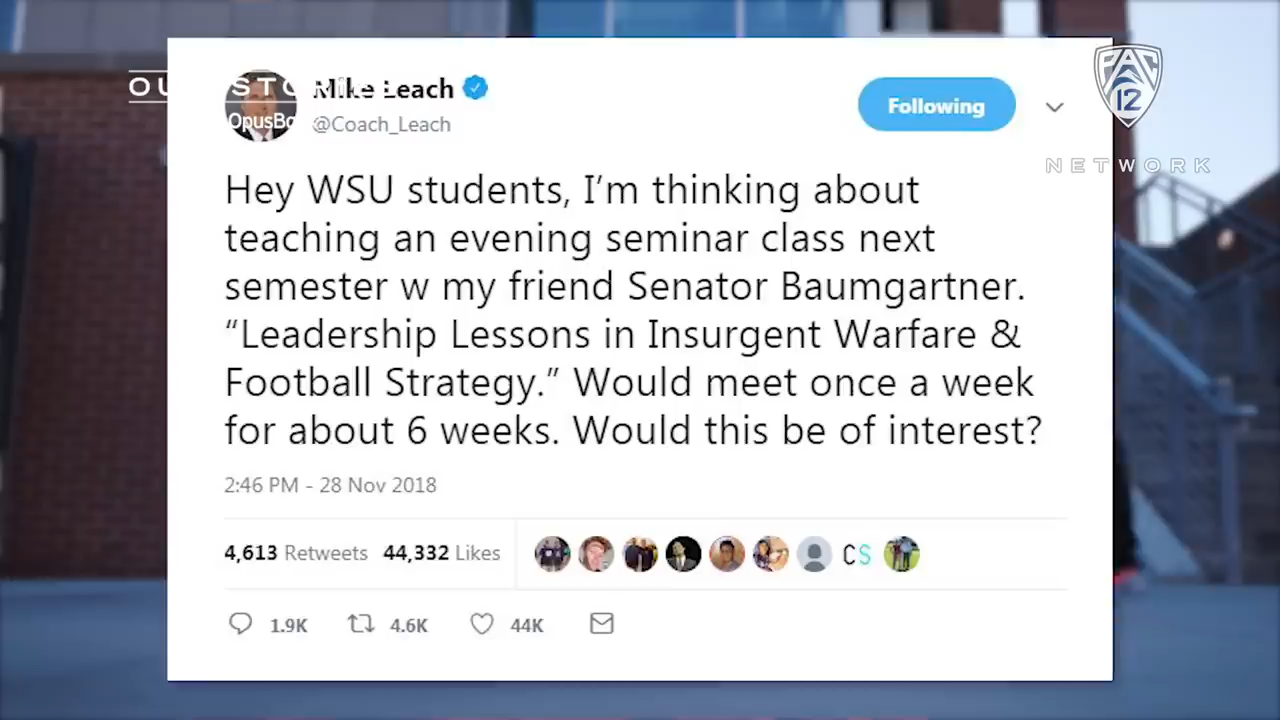 Mike Leach
@Coach_Leach
Following
PAC
12
NETWORK
OpusBo
Hey WSU students, I’m thinking about
teaching an evening seminar class next
semester w my friend Senator Baumgartner.
“Leadership Lessons in Insurgent Warfare &
Football Strategy.” Would meet once a week
for about 6 weeks. Would this be of interest?
2:46 PM - 28 Nov 2018
4,613 Retweets 44,332 Likes
CS
1.9K 4.6K 44K